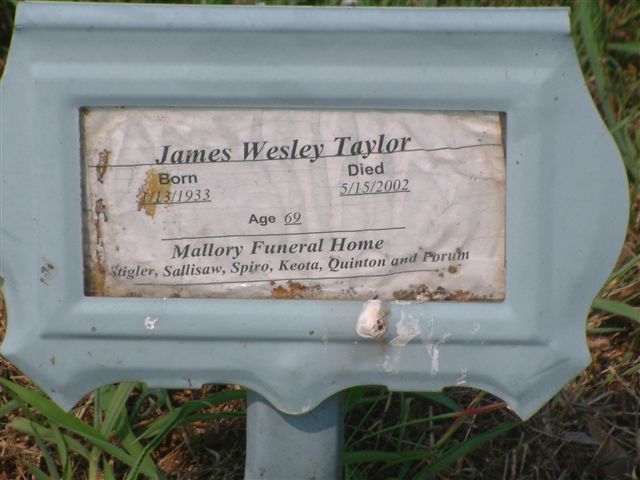 James Wesley Taylor
Born Died
1/13/1933 5/15/2002
Age 69
Mallory Funeral Home
Stigler, Sallisaw, Spiro, Keota, Quinton and Porum